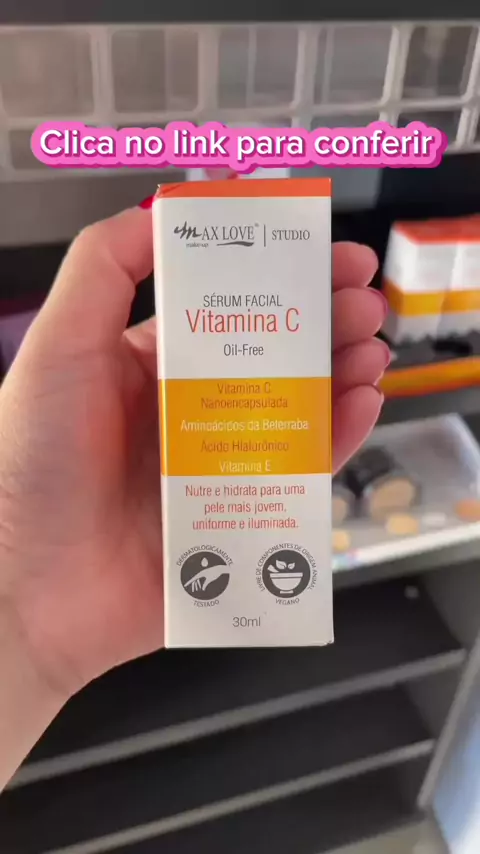 Clica no link para conferir
MAX LOVE® | STUDIO
make-up
SÉRUM FACIAL
Vitamina C
Oil-Free
Vitamina C
Nanoencapsulada
Aminoácidos da Beterraba
Ácido Hialurônico
Vitamina E
Nutre e hidrata para uma
pele mais jovem,
uniforme e iluminada.
DERMATOLOGICAMENTE
TESTADO
LIVRE DE COMPONENTES DE ORIGEM ANIMAL
VEGANO
30ml